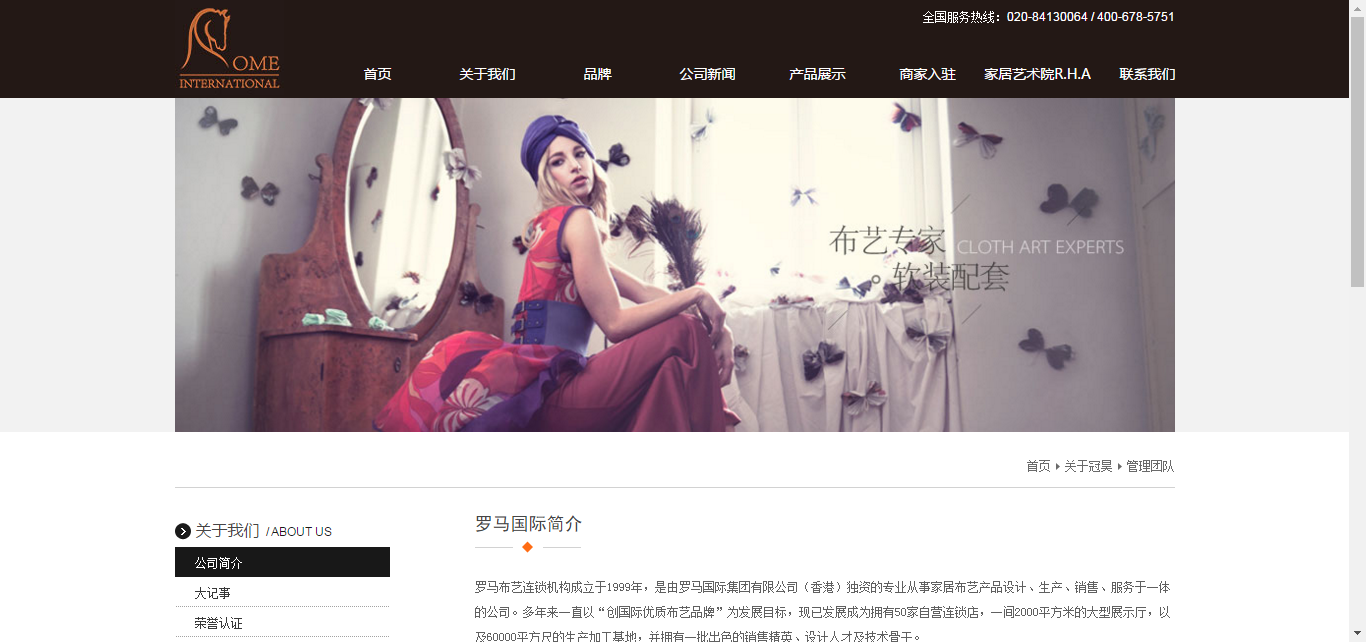 全国服务热线：020-84130064 / 400-678-5751
OME
INTERNATIONAL
首页 关于我们 品牌 公司新闻 产品展示 商家入驻 家居艺术院R.H.A 联系我们
布艺专家 CLOTH ART EXPERTS
。软装配套
首页 关于冠昊 管理团队
关于我们 / ABOUT US
公司简介
大记事
荣誉认证
罗马国际简介
罗马布艺连锁机构成立于1999年，是由罗马国际集团有限公司（香港）独资的专业从事家居布艺产品设计、生产、销售、服务于一体
的公司。多年来一直以“创国际优质布艺品牌”为发展目标，现已发展成为拥有50家自营连锁店，一间2000平方米的大型展示厅，以
及60000平方尺的生产加工基地，并拥有一批出色的销售精英、设计人才及技术骨干。